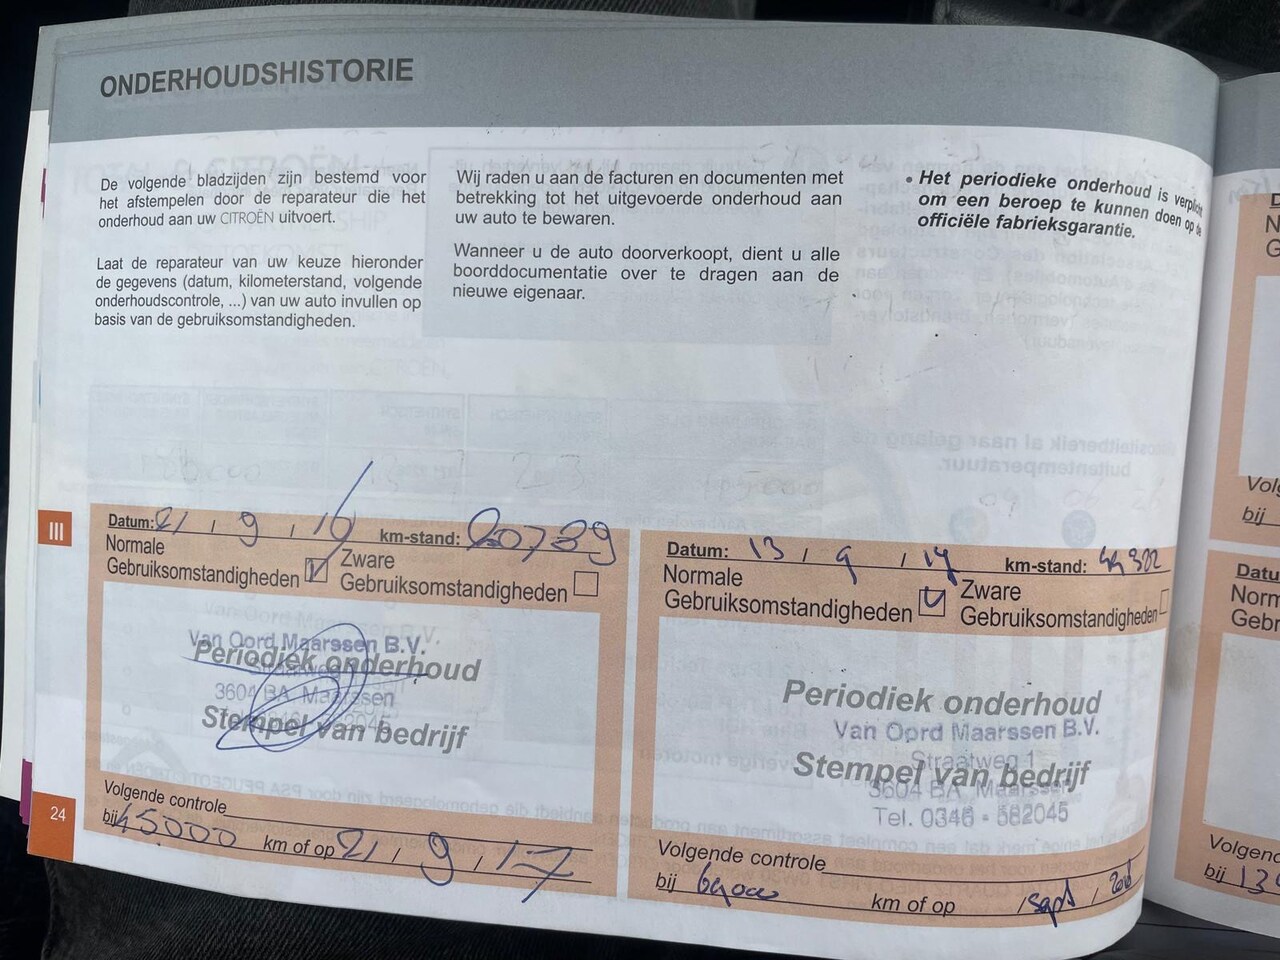 ONDERHOUDSHISTORIE
De volgende bladzijden zijn bestemd voor
het afstempelen door de reparateur die het
onderhoud aan uw CITROËN uitvoert.
Laat de reparateur van uw keuze hieronder
de gegevens (datum, kilometerstand, volgende
onderhoudscontrole, ...) van uw auto invullen op
basis van de gebruiksomstandigheden.
Wij raden u aan de facturen en documenten met
betrekking tot het uitgevoerde onderhoud aan
uw auto te bewaren.
Wanneer u de auto doorverkoopt, dient u alle
boorddocumentatie over te dragen aan de
nieuwe eigenaar.
• Het periodieke onderhoud is verplicht
om een beroep te kunnen doen op de
officiële fabrieksgarantie.
III
Datum: 21 / 9 / 16 km-stand: 20739
Normale
Gebruiksomstandigheden
Zware
Gebruiksomstandigheden
Van Oord Maarssen B.V.
Periodiek onderhoud
3604 BA Maarssen
Stempel van bedrijf
Volgende controle
bij 45000 km of op 21 / 9 / 17
24
Datum: 13 / 9 / km-stand:
Normale
Gebruiksomstandigheden
Zware
Gebruiksomstandigheden
Periodiek onderhoud
Van Oord Maarssen B.V.
Straatweg 1
Stempel van bedrijf
3604 BA Maarssen
Tel. 0346 - 582045
Volgende controle
bij km of op / sept /